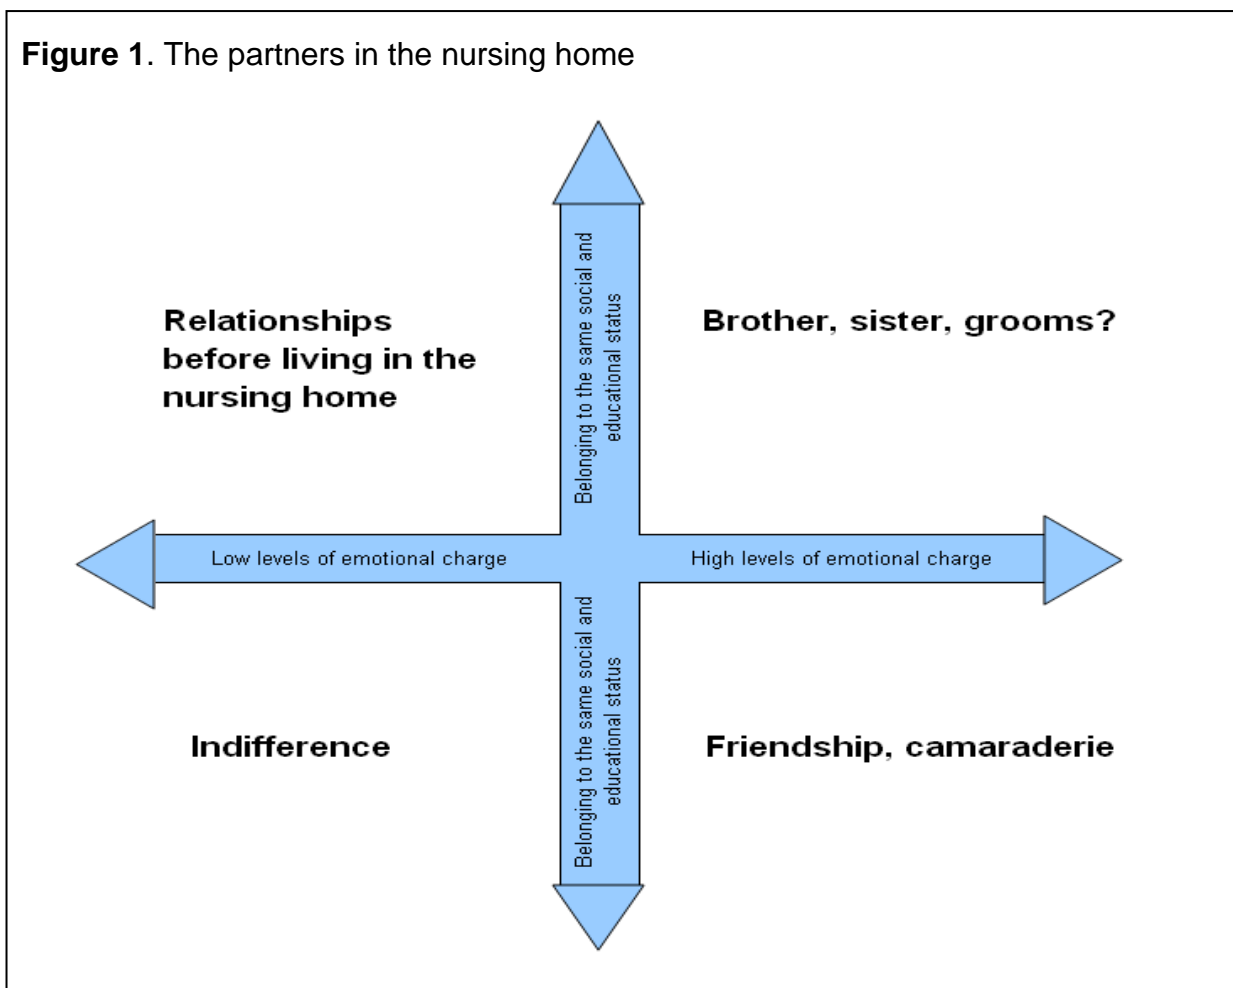 Figure 1. The partners in the nursing home
Belonging to the same social and
educational status
Relationships
before living in the
nursing home
Brother, sister, grooms?
Low levels of emotional charge
High levels of emotional charge
Belonging to the same social and
educational status
Indifference
Friendship, camaraderie